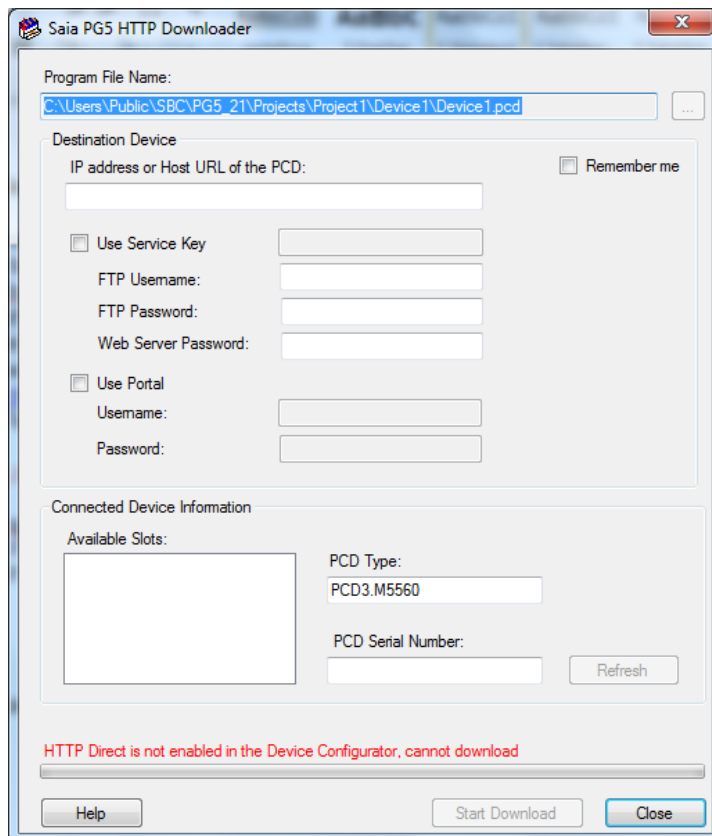 Saia PG5 HTTP Downloader
Program File Name:
C:\Users\Public\SBC\PG5_21\Projects\Project1\Device1\Device1.pcd
...
Destination Device
IP address or Host URL of the PCD:
Remember me
Use Service Key
FTP Username:
FTP Password:
Web Server Password:
Use Portal
Username:
Password:
Connected Device Information
Available Slots:
PCD Type:
PCD3.M5560
PCD Serial Number:
Refresh
HTTP Direct is not enabled in the Device Configurator, cannot download
Help
Start Download
Close